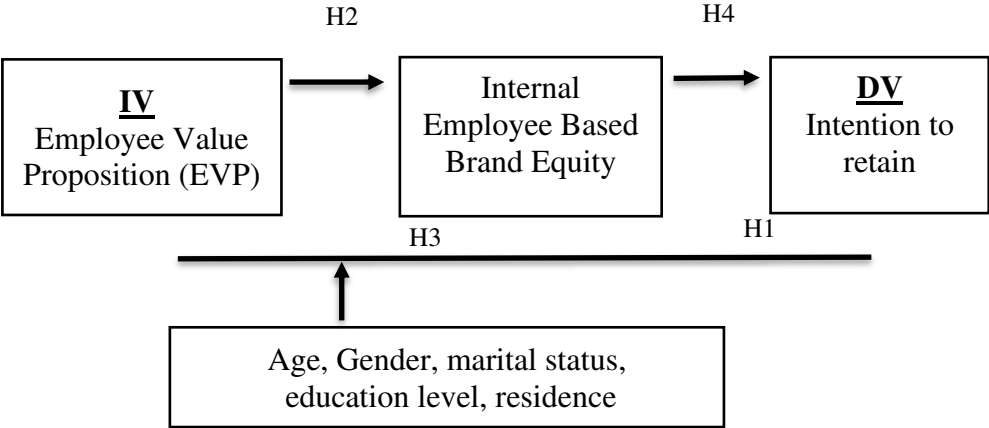 H2
H4
IV
Employee Value
Proposition (EVP)
Internal
Employee Based
Brand Equity
DV
Intention to
retain
H3
H1
Age, Gender, marital status,
education level, residence